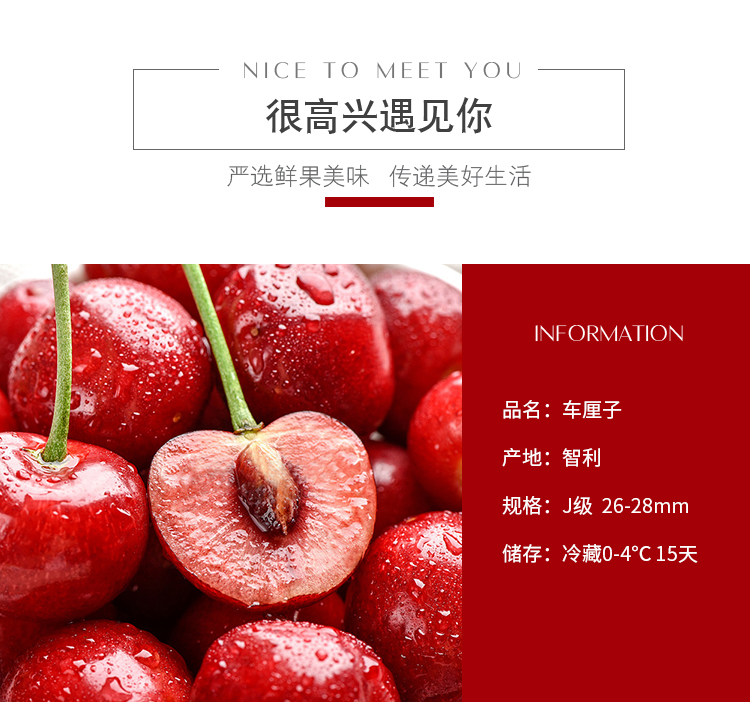 NICE TO MEET YOU
很高兴遇见你
严选鲜果美味 传递美好生活
INFORMATION
品名：车厘子
产地：智利
规格：J级 26-28mm
储存：冷藏0-4℃ 15天